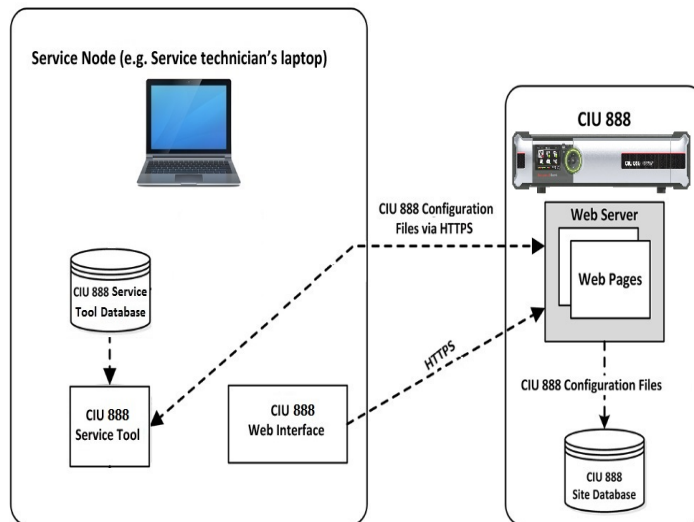 Service Node (e.g. Service technician's laptop)
CIU 888
CIU 888
Web Server
Web Pages
CIU 888 Configuration
Files via HTTPS
CIU 888 Service
Tool Database
HTTPS
CIU 888 Configuration Files
CIU 888
Service Tool
CIU 888
Web Interface
CIU 888
Site Database